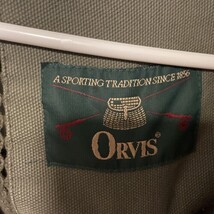 A SPORTING TRADITION SINCE 1856
ORVIS®